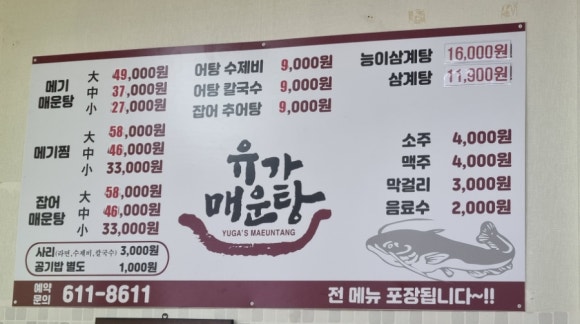 메기 매운탕
大 49,000원
中 37,000원
小 27,000원
메기찜
大 58,000원
中 46,000원
小 33,000원
잡어 매운탕
大 58,000원
中 46,000원
小 33,000원
사리(라면,수제비,칼국수) 3,000원
공기밥 별도 1,000원
어탕 수제비 9,000원
어탕 칼국수 9,000원
잡어 추어탕 9,000원
유가
매운탕
YUGA'S MAEUNTANG
능이삼계탕 16,000원
삼계탕 11,900원
소주 4,000원
맥주 4,000원
막걸리 3,000원
음료수 2,000원
예약 문의 611-8611
전 메뉴 포장됩니다~!!